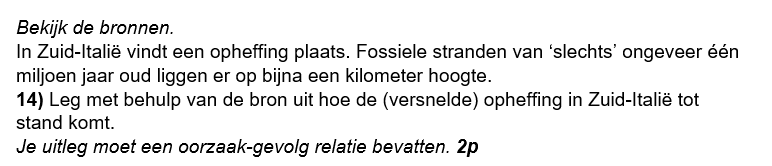 Bekijk de bronnen.
In Zuid-Italië vindt een opheffing plaats. Fossiele stranden van ‘slechts’ ongeveer één
miljoen jaar oud liggen er op bijna een kilometer hoogte.
14) Leg met behulp van de bron uit hoe de (versnelde) opheffing in Zuid-Italië tot
stand komt.
Je uitleg moet een oorzaak-gevolg relatie bevatten. 2p